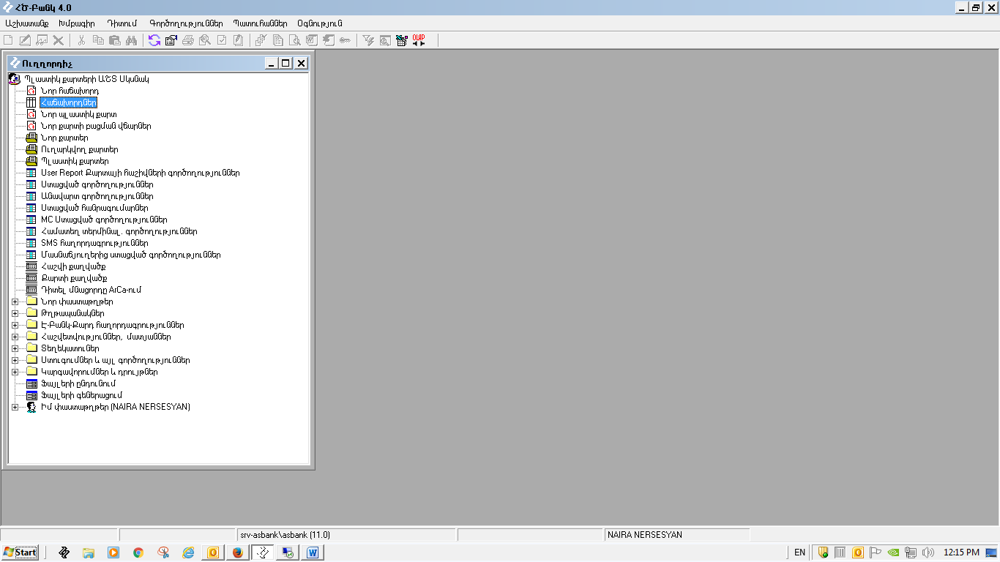 ՀԾ-Բանկ 4.0
Աշխատանք Խմբագիր Դիտում Գործողություններ Պատուհաններ Օգնություն
OLAP
Ուղղորդիչ
Պլաստիկ քարտերի ԱՇՏ Սկսնակ
Նոր հաճախորդ
Հաճախորդներ
Նոր պլաստիկ քարտ
Նոր քարտի բացման վճարներ
Նոր քարտեր
Ուղարկվող քարտեր
Պլաստիկ քարտեր
User Report Քարտային հաշիվների գործողություններ
Ստացված գործողություններ
Անավարտ գործողություններ
Ստացված հանրագումարներ
MC Ստացված գործողություններ
Համատեղ տերմինալ. գործողություններ
SMS հաղորդագրություններ
Մասնաճյուղերից ստացված գործողություններ
Հաշվի քաղվածք
Քարտի քաղվածք
Դիտել մնացորդը ArCa-ում
Նոր փաստաթղթեր
Թղթապանակներ
Է-Բանկ-Քարդ հաղորդագրություններ
Հաշվետվություններ, մատյաններ
Տեղեկատուներ
Ստուգումներ և այլ գործողություններ
Կարգավորումներ և դրույթներ
Ֆայլերի ընդունում
Ֆայլերի գեներացում
Իմ փաստաթղթեր (NAIRA NERSESYAN)
srv-asbank\asbank (11.0) NAIRA NERSESYAN
Start EN 12:15 PM